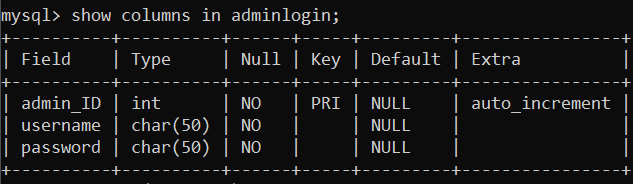 mysql> show columns in adminlogin;
+----------+----------+------+-----+---------+----------------+
| Field    | Type     | Null | Key | Default | Extra          |
+----------+----------+------+-----+---------+----------------+
| admin_ID | int      | NO   | PRI | NULL    | auto_increment |
| username | char(50) | NO   |     | NULL    |                |
| password | char(50) | NO   |     | NULL    |                |
+----------+----------+------+-----+---------+----------------+